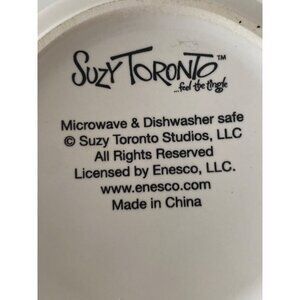 SUZY TORONTO™
...feel the tingle
Microwave & Dishwasher safe
© Suzy Toronto Studios, LLC
All Rights Reserved
Licensed by Enesco, LLC.
www.enesco.com
Made in China